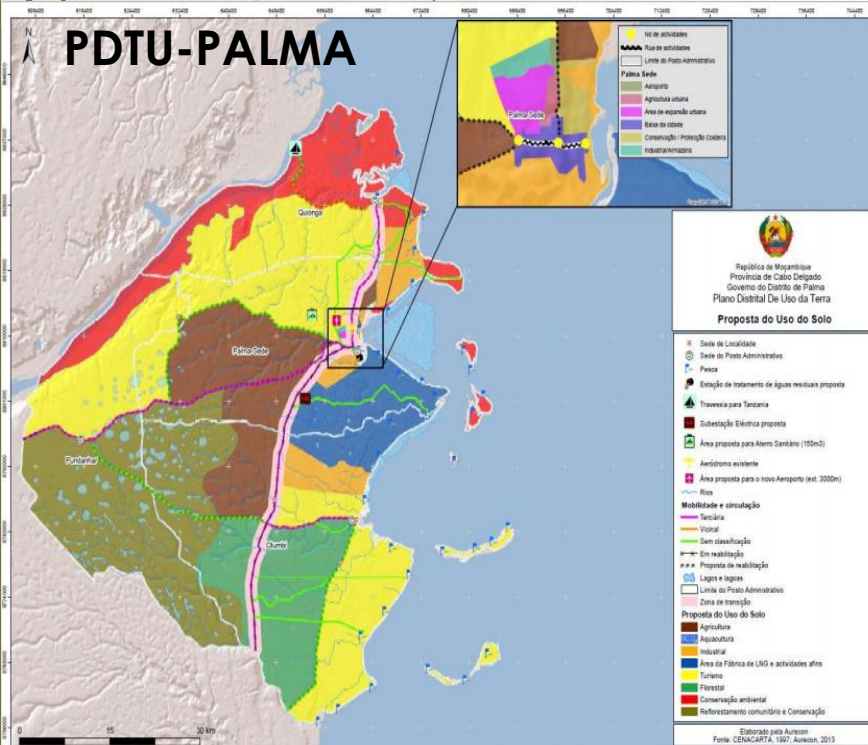 PDTU-PALMA
N
Quionga
Palma-Sede
Pundanhar
Olumbi
0 15 30 km
Palma-Sede
Nó de actividades
Rua de actividades
Limite do Posto Administrativo
Palma Sede
Aeroporto
Agricultura urbana
Área de expansão urbana
Baixa da cidade
Conservação / Protecção Costeira
Industrial/Armazéns
República de Moçambique
Província de Cabo Delgado
Governo do Distrito de Palma
Plano Distrital De Uso da Terra
Proposta do Uso do Solo
Sede de Localidade
Sede do Posto Administrativo
Pesca
Estação de tratamento de águas residuais proposta
Travessia para Tanzania
Subestação Eléctrica proposta
Área proposta para Aterro Sanitário (150m3)
Aeródromo existente
Área proposta para o novo Aeroporto (ext. 3000m)
Rios
Mobilidade e circulação
Terciária
Vicinal
Sem classificação
Em reabilitação
Proposta de reabilitação
Lagos e lagoas
Limite do Posto Administrativo
Zona de transição
Proposta do Uso do Solo
Agricultura
Aquacultura
Industrial
Área da Fábrica de LNG e actividades afins
Turismo
Florestal
Conservação ambiental
Reflorestamento comunitário e Conservação
Elaborado pela Aurecon
Fonte: CENACARTA, 1997; Aurecon, 2013